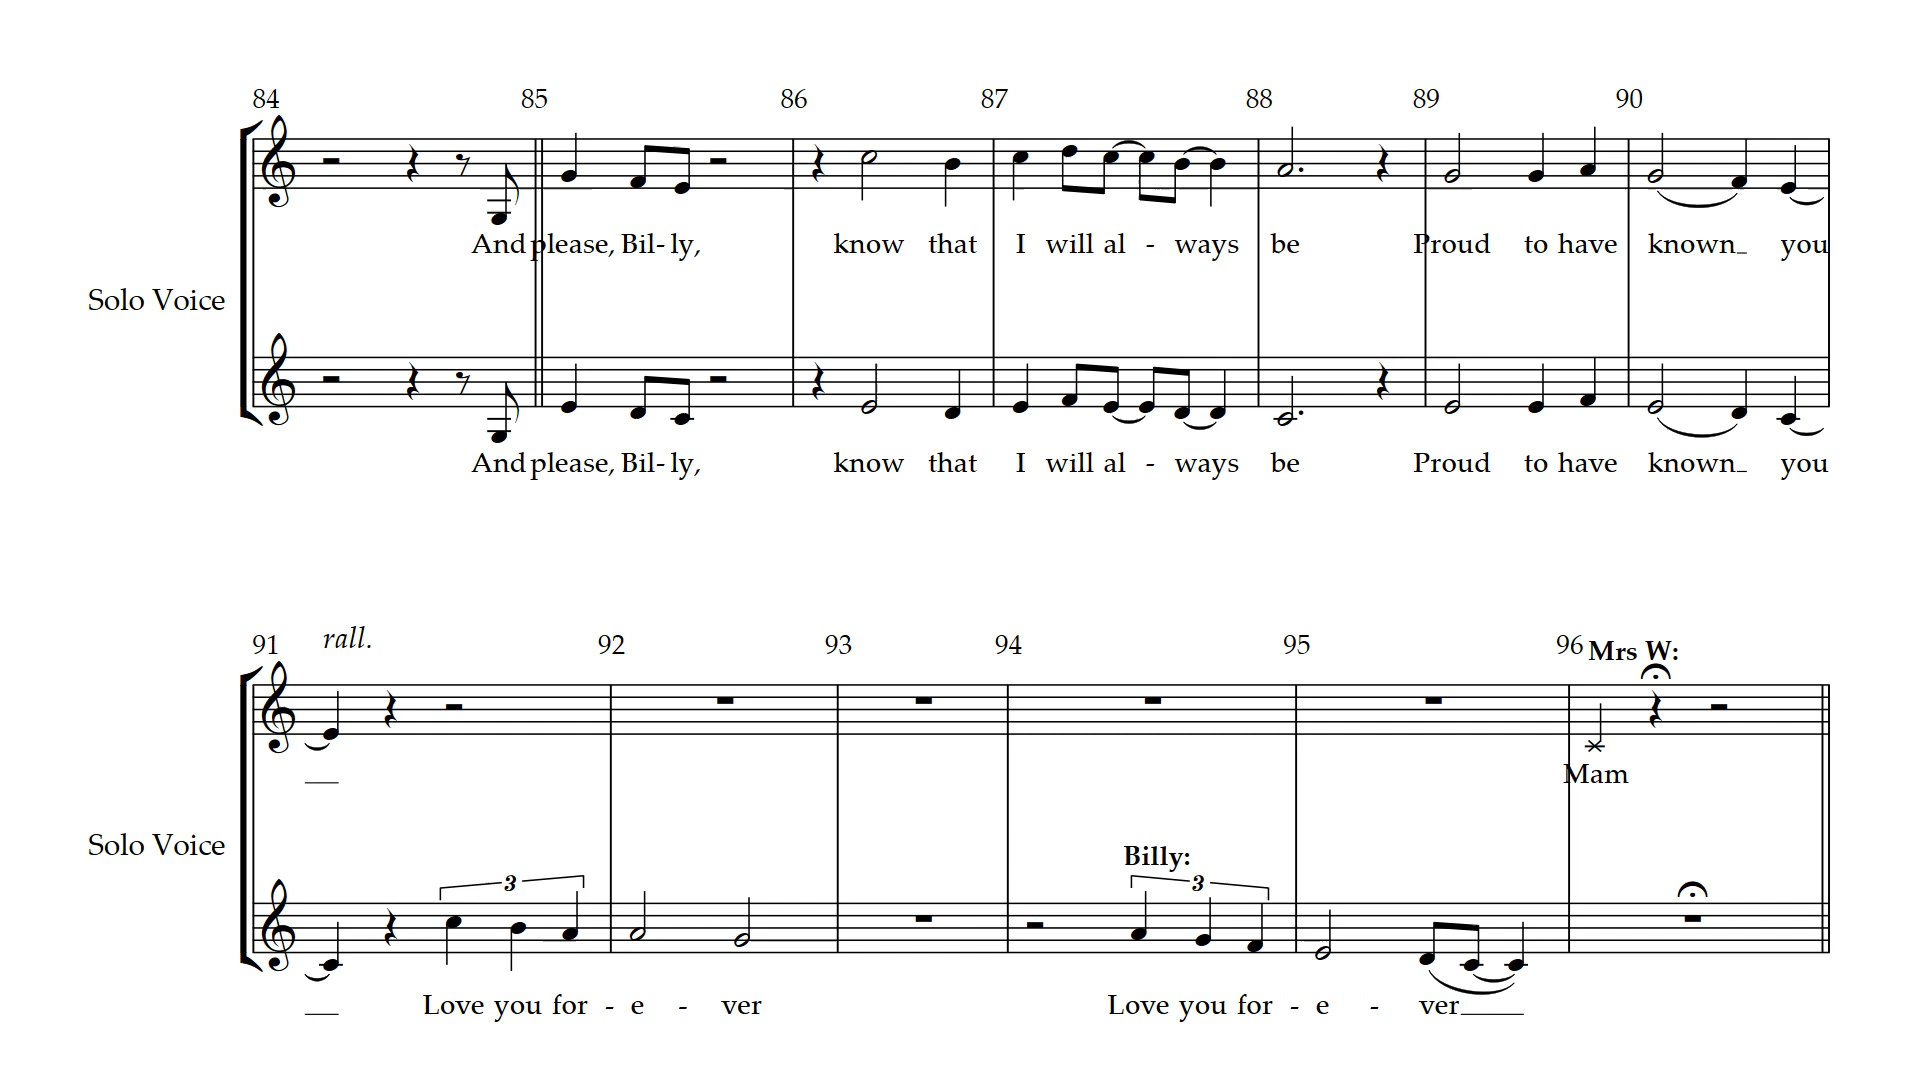 84 85 86 87 88 89 90
And please, Bil- ly, know that I will al - ways be Proud to have known_ you
Solo Voice
And please, Bil- ly, know that I will al - ways be Proud to have known_ you
91 rall. 92 93 94 95 96 Mrs W:
Mam
Solo Voice
Billy:
3 3
Love you for - e - ver Love you for - e - ver